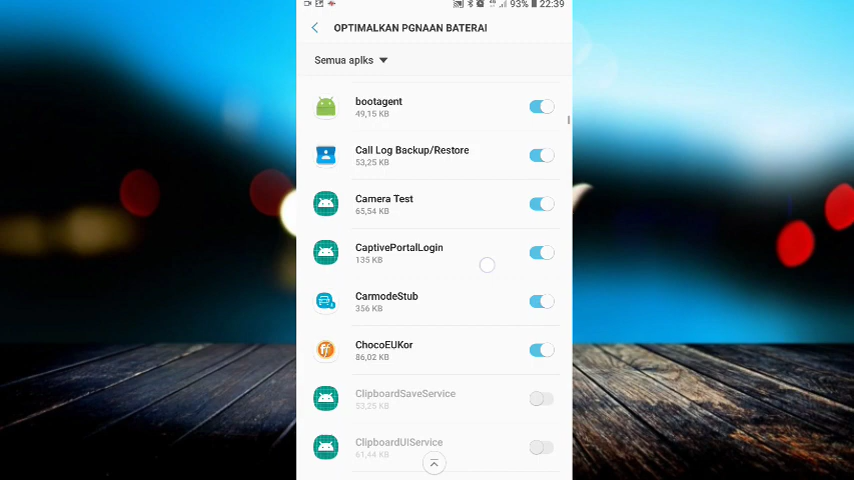 93% 22:39
OPTIMALKAN PGNAAN BATERAI
Semua aplks
bootagent
49,15 KB
Call Log Backup/Restore
53,25 KB
Camera Test
65,54 KB
CaptivePortalLogin
135 KB
CarmodeStub
356 KB
ChocoEUKor
86,02 KB
ClipboardSaveService
53,25 KB
ClipboardUIService
61,44 KB